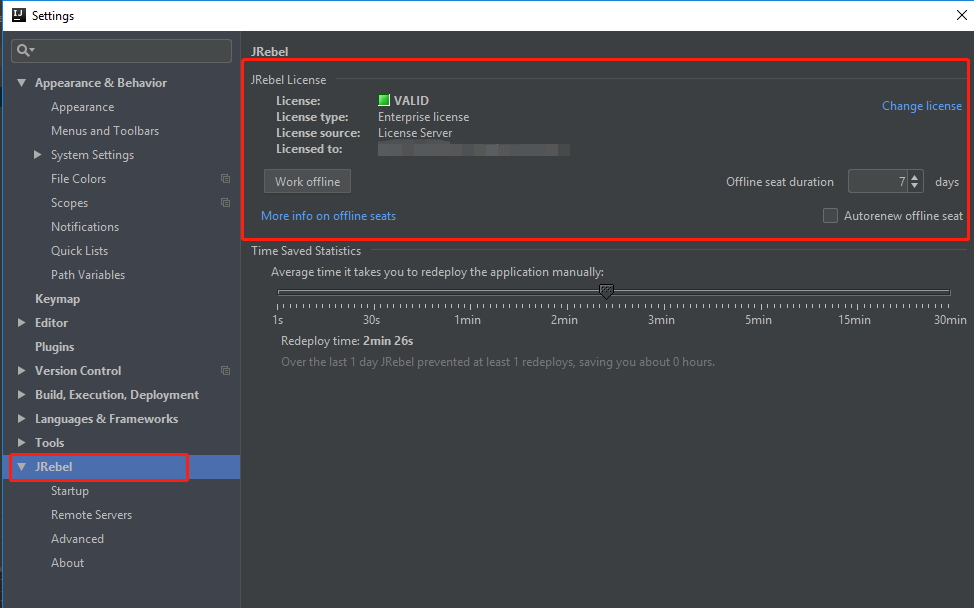 Settings
Appearance & Behavior
Appearance
Menus and Toolbars
System Settings
File Colors
Scopes
Notifications
Quick Lists
Path Variables
Keymap
Editor
Plugins
Version Control
Build, Execution, Deployment
Languages & Frameworks
Tools
JRebel
Startup
Remote Servers
Advanced
About
JRebel
JRebel License
License: VALID
Change license
License type: Enterprise license
License source: License Server
Licensed to:
Work offline
Offline seat duration 7 days
More info on offline seats
Autorenew offline seat
Time Saved Statistics
Average time it takes you to redeploy the application manually:
1s 30s 1min 2min 3min 5min 15min 30min
Redeploy time: 2min 26s
Over the last 1 day JRebel prevented at least 1 redeploys, saving you about 0 hours.